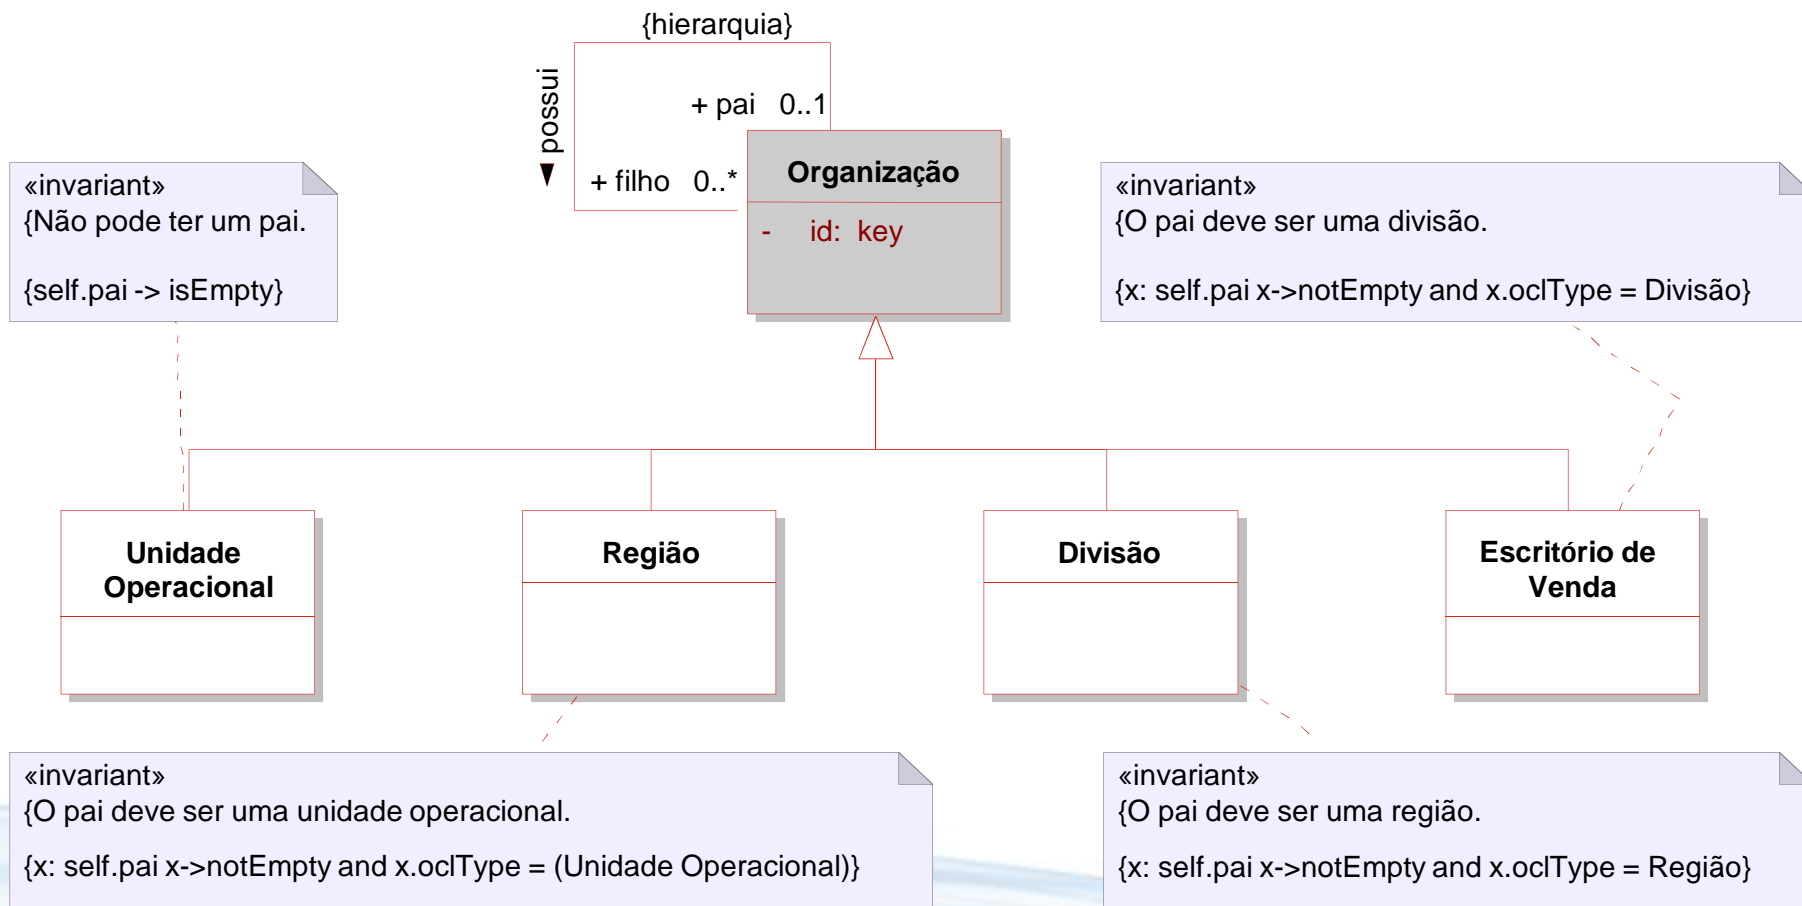 {hierarquia}
possui
+ pai 0..1
+ filho 0..*
Organização
- id: key
«invariant»
{Não pode ter um pai.
{self.pai -> isEmpty}
«invariant»
{O pai deve ser uma divisão.
{x: self.pai x->notEmpty and x.oclType = Divisão}
Unidade
Operacional
Região
Divisão
Escritório de
Venda
«invariant»
{O pai deve ser uma unidade operacional.
{x: self.pai x->notEmpty and x.oclType = (Unidade Operacional)}
«invariant»
{O pai deve ser uma região.
{x: self.pai x->notEmpty and x.oclType = Região}